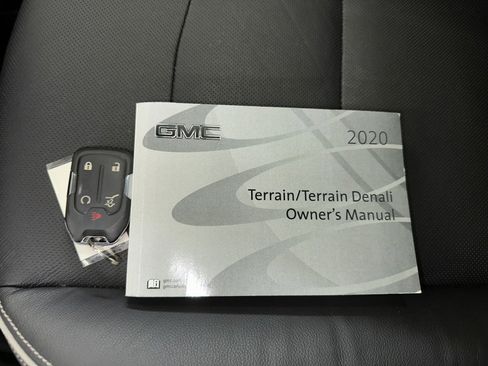 GMC
2020
Terrain/Terrain Denali
Owner's Manual